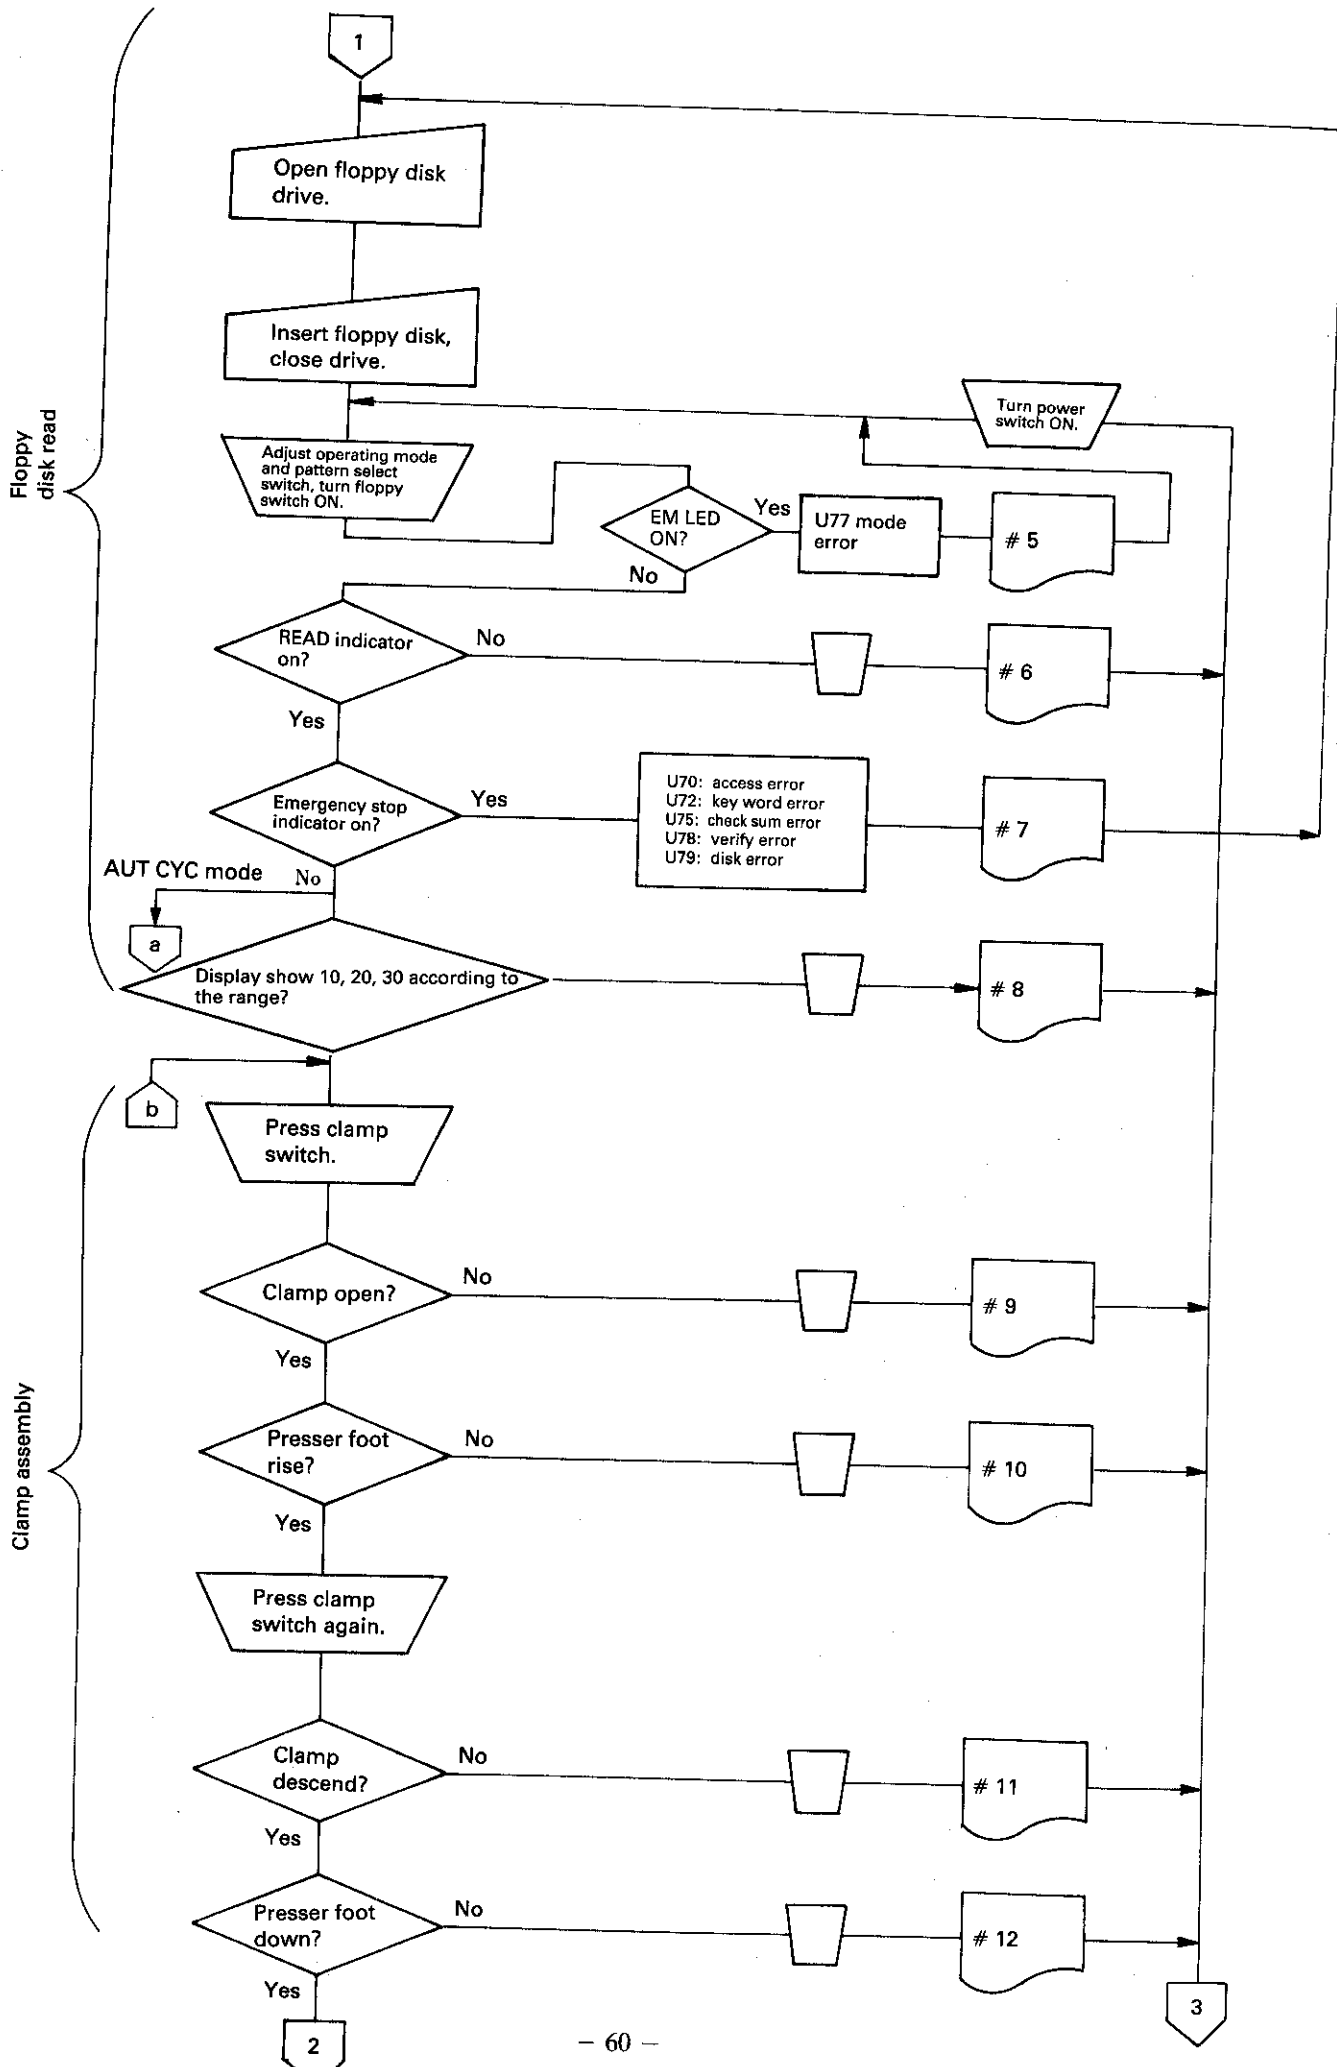 1
Open floppy disk
drive.
Insert floppy disk,
close drive.
Floppy
disk read
Turn power
switch ON.
Adjust operating mode
and pattern select
switch, turn floppy
switch ON.
EM LED
ON?
Yes
U77 mode
error
# 5
No
READ indicator
on?
No
# 6
Yes
Emergency stop
indicator on?
Yes
U70: access error
U72: key word error
U75: check sum error
U78: verify error
U79: disk error
# 7
AUT CYC mode
No
a
Display show 10, 20, 30 according to
the range?
# 8
b
Press clamp
switch.
Clamp open?
No
# 9
Yes
Clamp assembly
Presser foot
rise?
No
# 10
Yes
Press clamp
switch again.
Clamp
descend?
No
# 11
Yes
Presser foot
down?
No
# 12
Yes
2
3
– 60 –